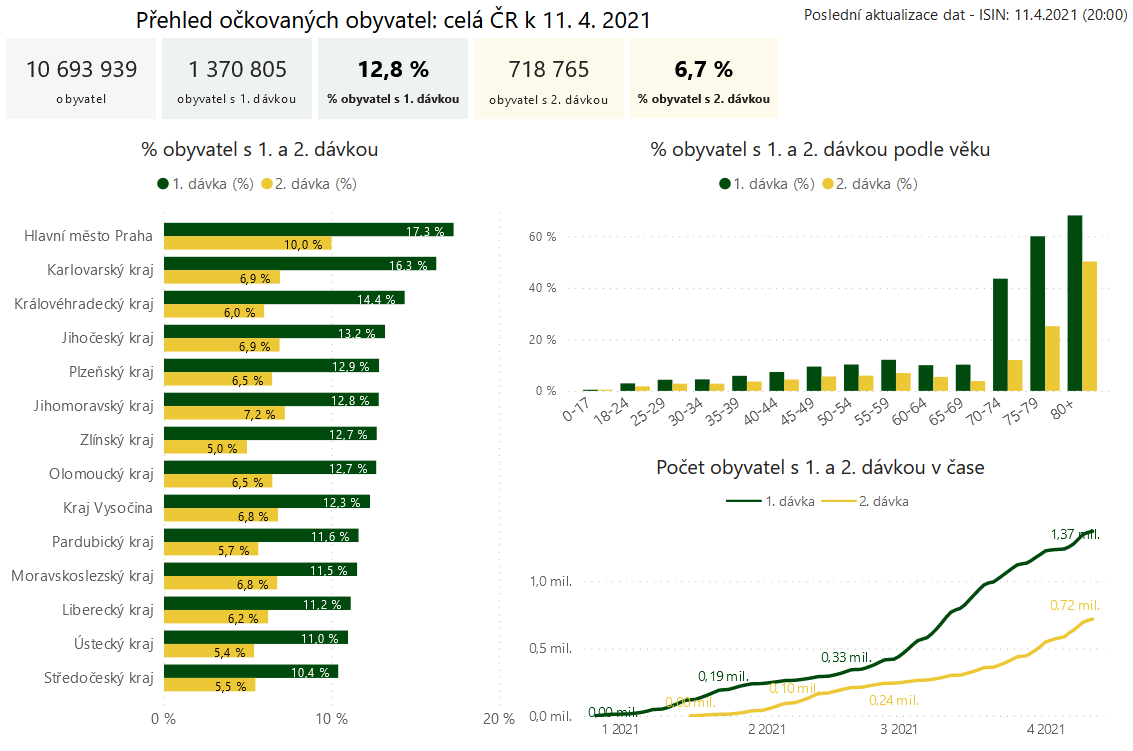 Přehled očkovaných obyvatel: celá ČR k 11. 4. 2021
Poslední aktualizace dat - ISIN: 11.4.2021 (20:00)
10 693 939
obyvatel
1 370 805
obyvatel s 1. dávkou
12,8 %
% obyvatel s 1. dávkou
718 765
obyvatel s 2. dávkou
6,7 %
% obyvatel s 2. dávkou
% obyvatel s 1. a 2. dávkou
1. dávka (%) 2. dávka (%)
Hlavní město Praha 17,3 %
10,0 %
Karlovarský kraj 16,3 %
6,9 %
Královéhradecký kraj 14,4 %
6,0 %
Jihočeský kraj 13,2 %
6,9 %
Plzeňský kraj 12,9 %
6,5 %
Jihomoravský kraj 12,8 %
7,2 %
Zlínský kraj 12,7 %
5,0 %
Olomoucký kraj 12,7 %
6,5 %
Kraj Vysočina 12,3 %
6,8 %
Pardubický kraj 11,6 %
5,7 %
Moravskoslezský kraj 11,5 %
6,8 %
Liberecký kraj 11,2 %
6,2 %
Ústecký kraj 11,0 %
5,4 %
Středočeský kraj 10,4 %
5,5 %
0 % 10 % 20 %
% obyvatel s 1. a 2. dávkou podle věku
1. dávka (%) 2. dávka (%)
60 %
40 %
20 %
0 %
0-17 18-24 25-29 30-34 35-39 40-44 45-49 50-54 55-59 60-64 65-69 70-74 75-79 80+
Počet obyvatel s 1. a 2. dávkou v čase
1. dávka 2. dávka
1,37 mil.
1,0 mil.
0,72 mil.
0,5 mil.
0,33 mil.
0,19 mil.
0,10 mil.
0,24 mil.
0,00 mil.
0,0 mil. 0,00 mil.
1 2021 2 2021 3 2021 4 2021